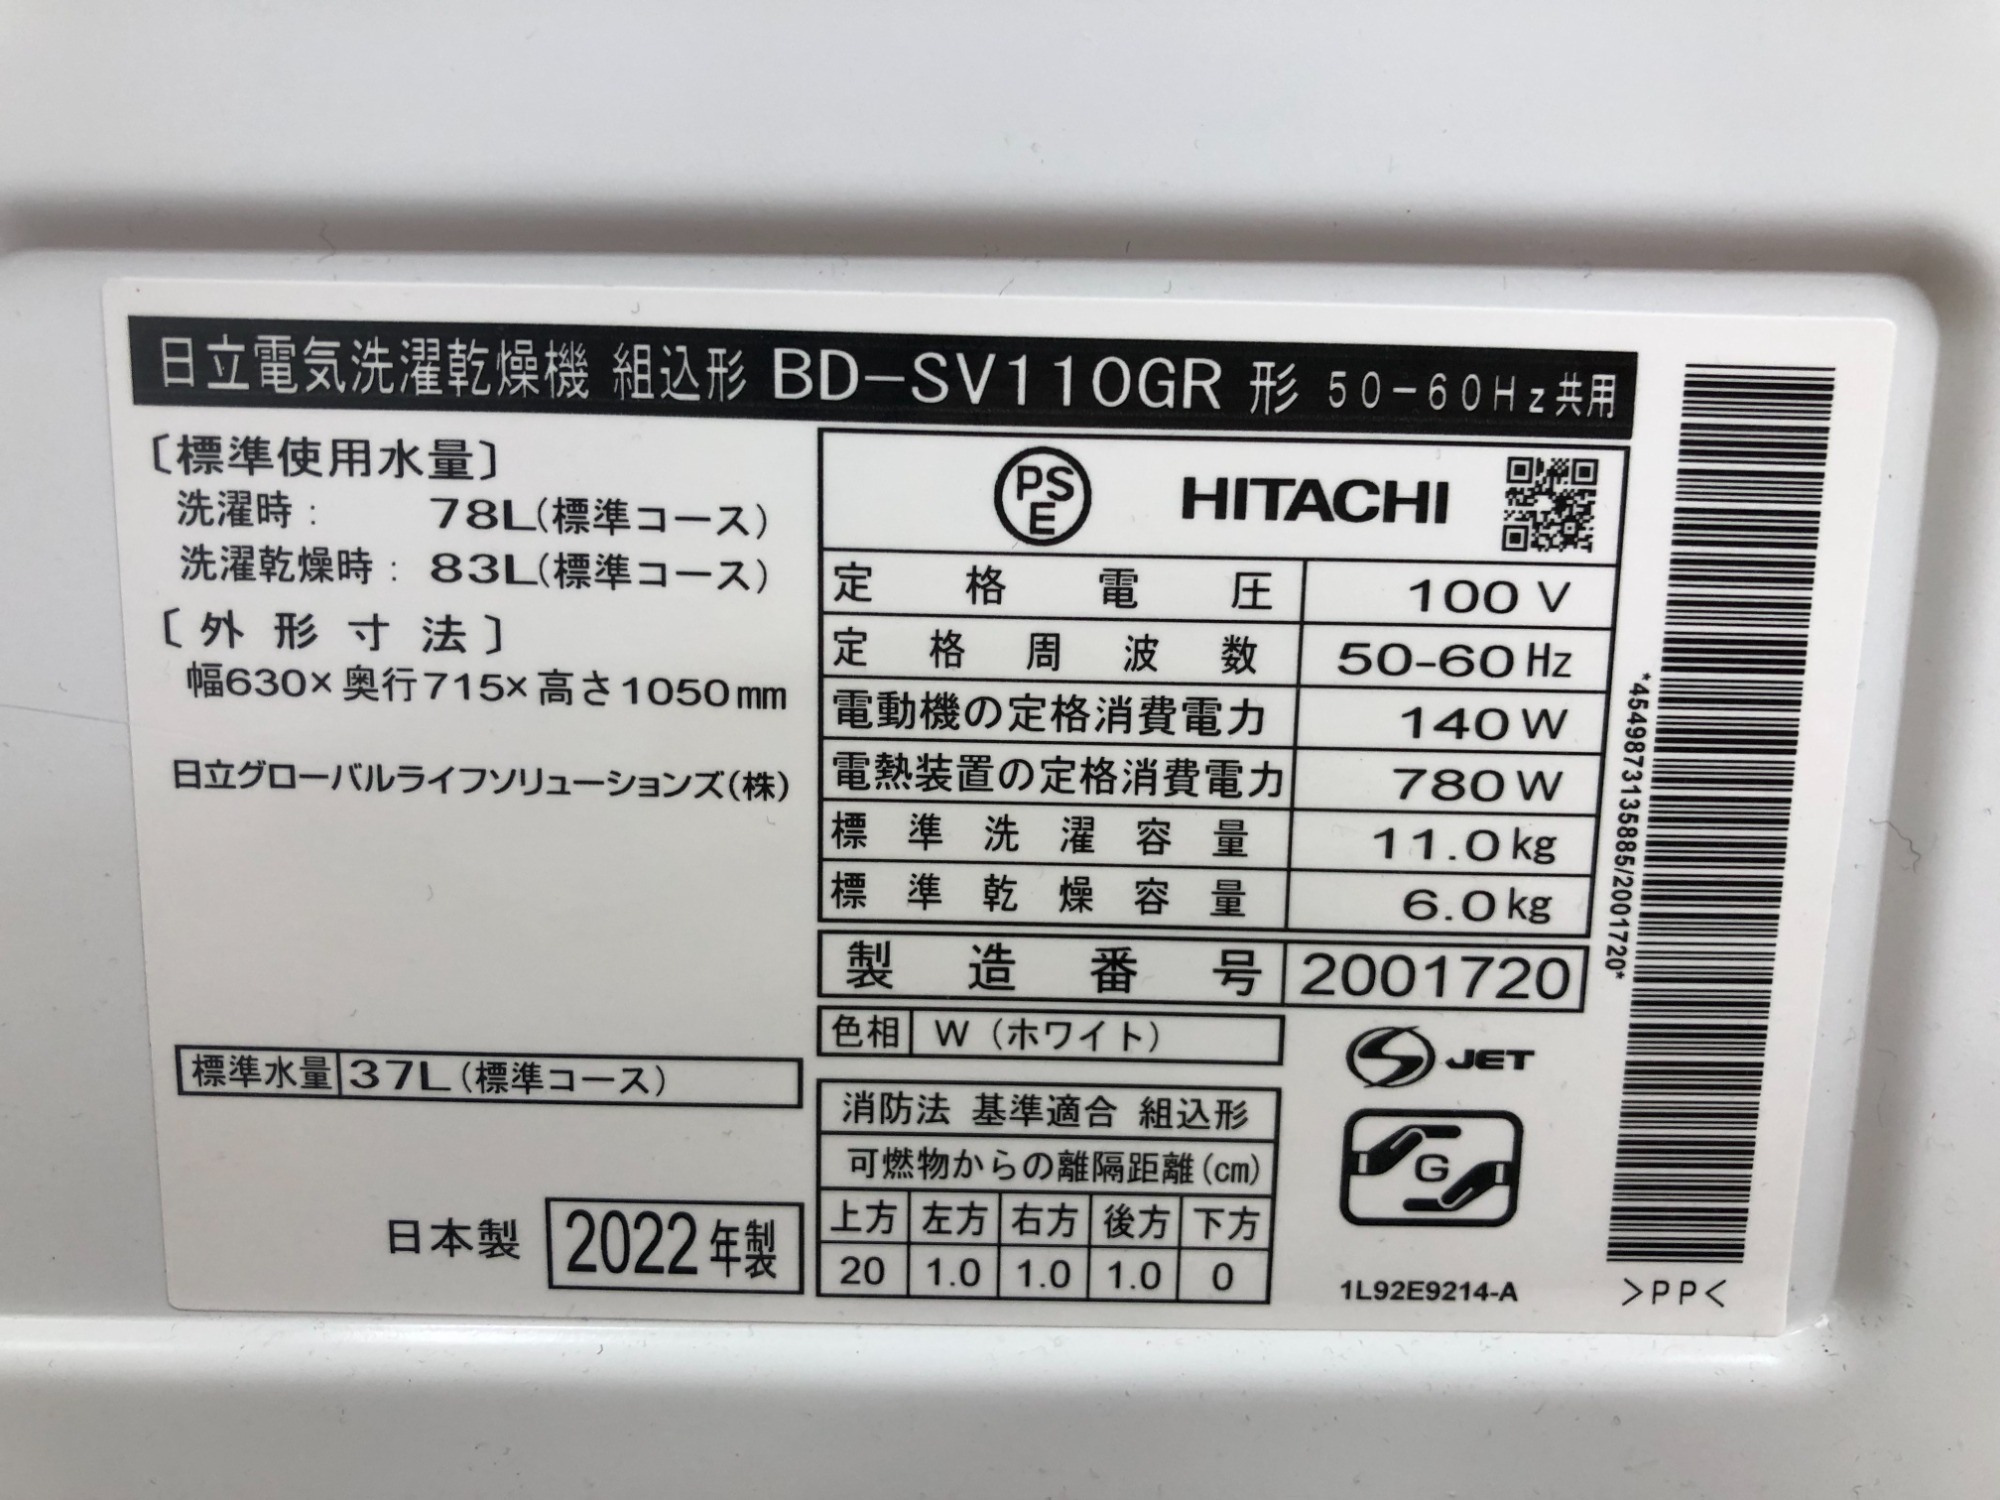 日立電気洗濯乾燥機 組込形 BD-SV110GR 形 50-60Hz共用
〔標準使用水量〕
洗濯時: 78L(標準コース)
洗濯乾燥時: 83L(標準コース)
〔外形寸法〕
幅630×奥行715×高さ1050mm
日立グローバルライフソリューションズ(株)
標準水量 37L(標準コース)
日本製 2022年製
PSE HITACHI
定格電圧 100V
定格周波数 50-60Hz
電動機の定格消費電力 140W
電熱装置の定格消費電力 780W
標準洗濯容量 11.0kg
標準乾燥容量 6.0kg
製造番号 2001720
色相 W(ホワイト)
消防法 基準適合 組込形
可燃物からの離隔距離(cm)
上方 左方 右方 後方 下方
20 1.0 1.0 1.0 0
S JET
G
1L92E9214-A
*4549873135885/2001720*
>PP<